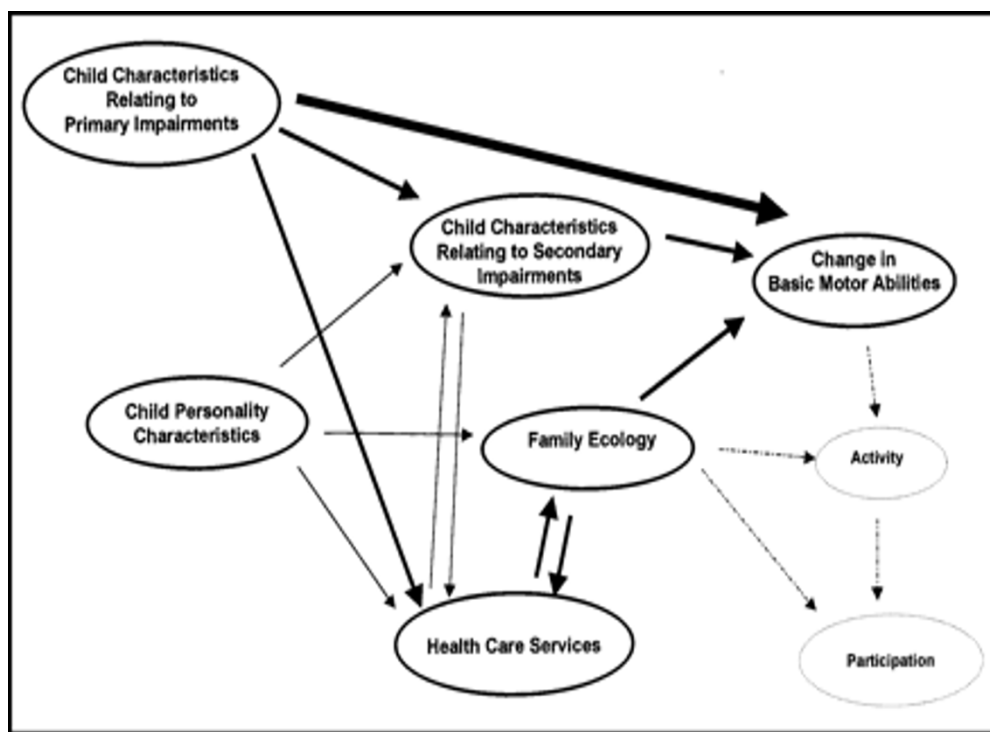 Child Characteristics
Relating to
Primary Impairments
Child Characteristics
Relating to Secondary
Impairments
Change in
Basic Motor Abilities
Child Personality
Characteristics
Family Ecology
Activity
Health Care Services
Participation